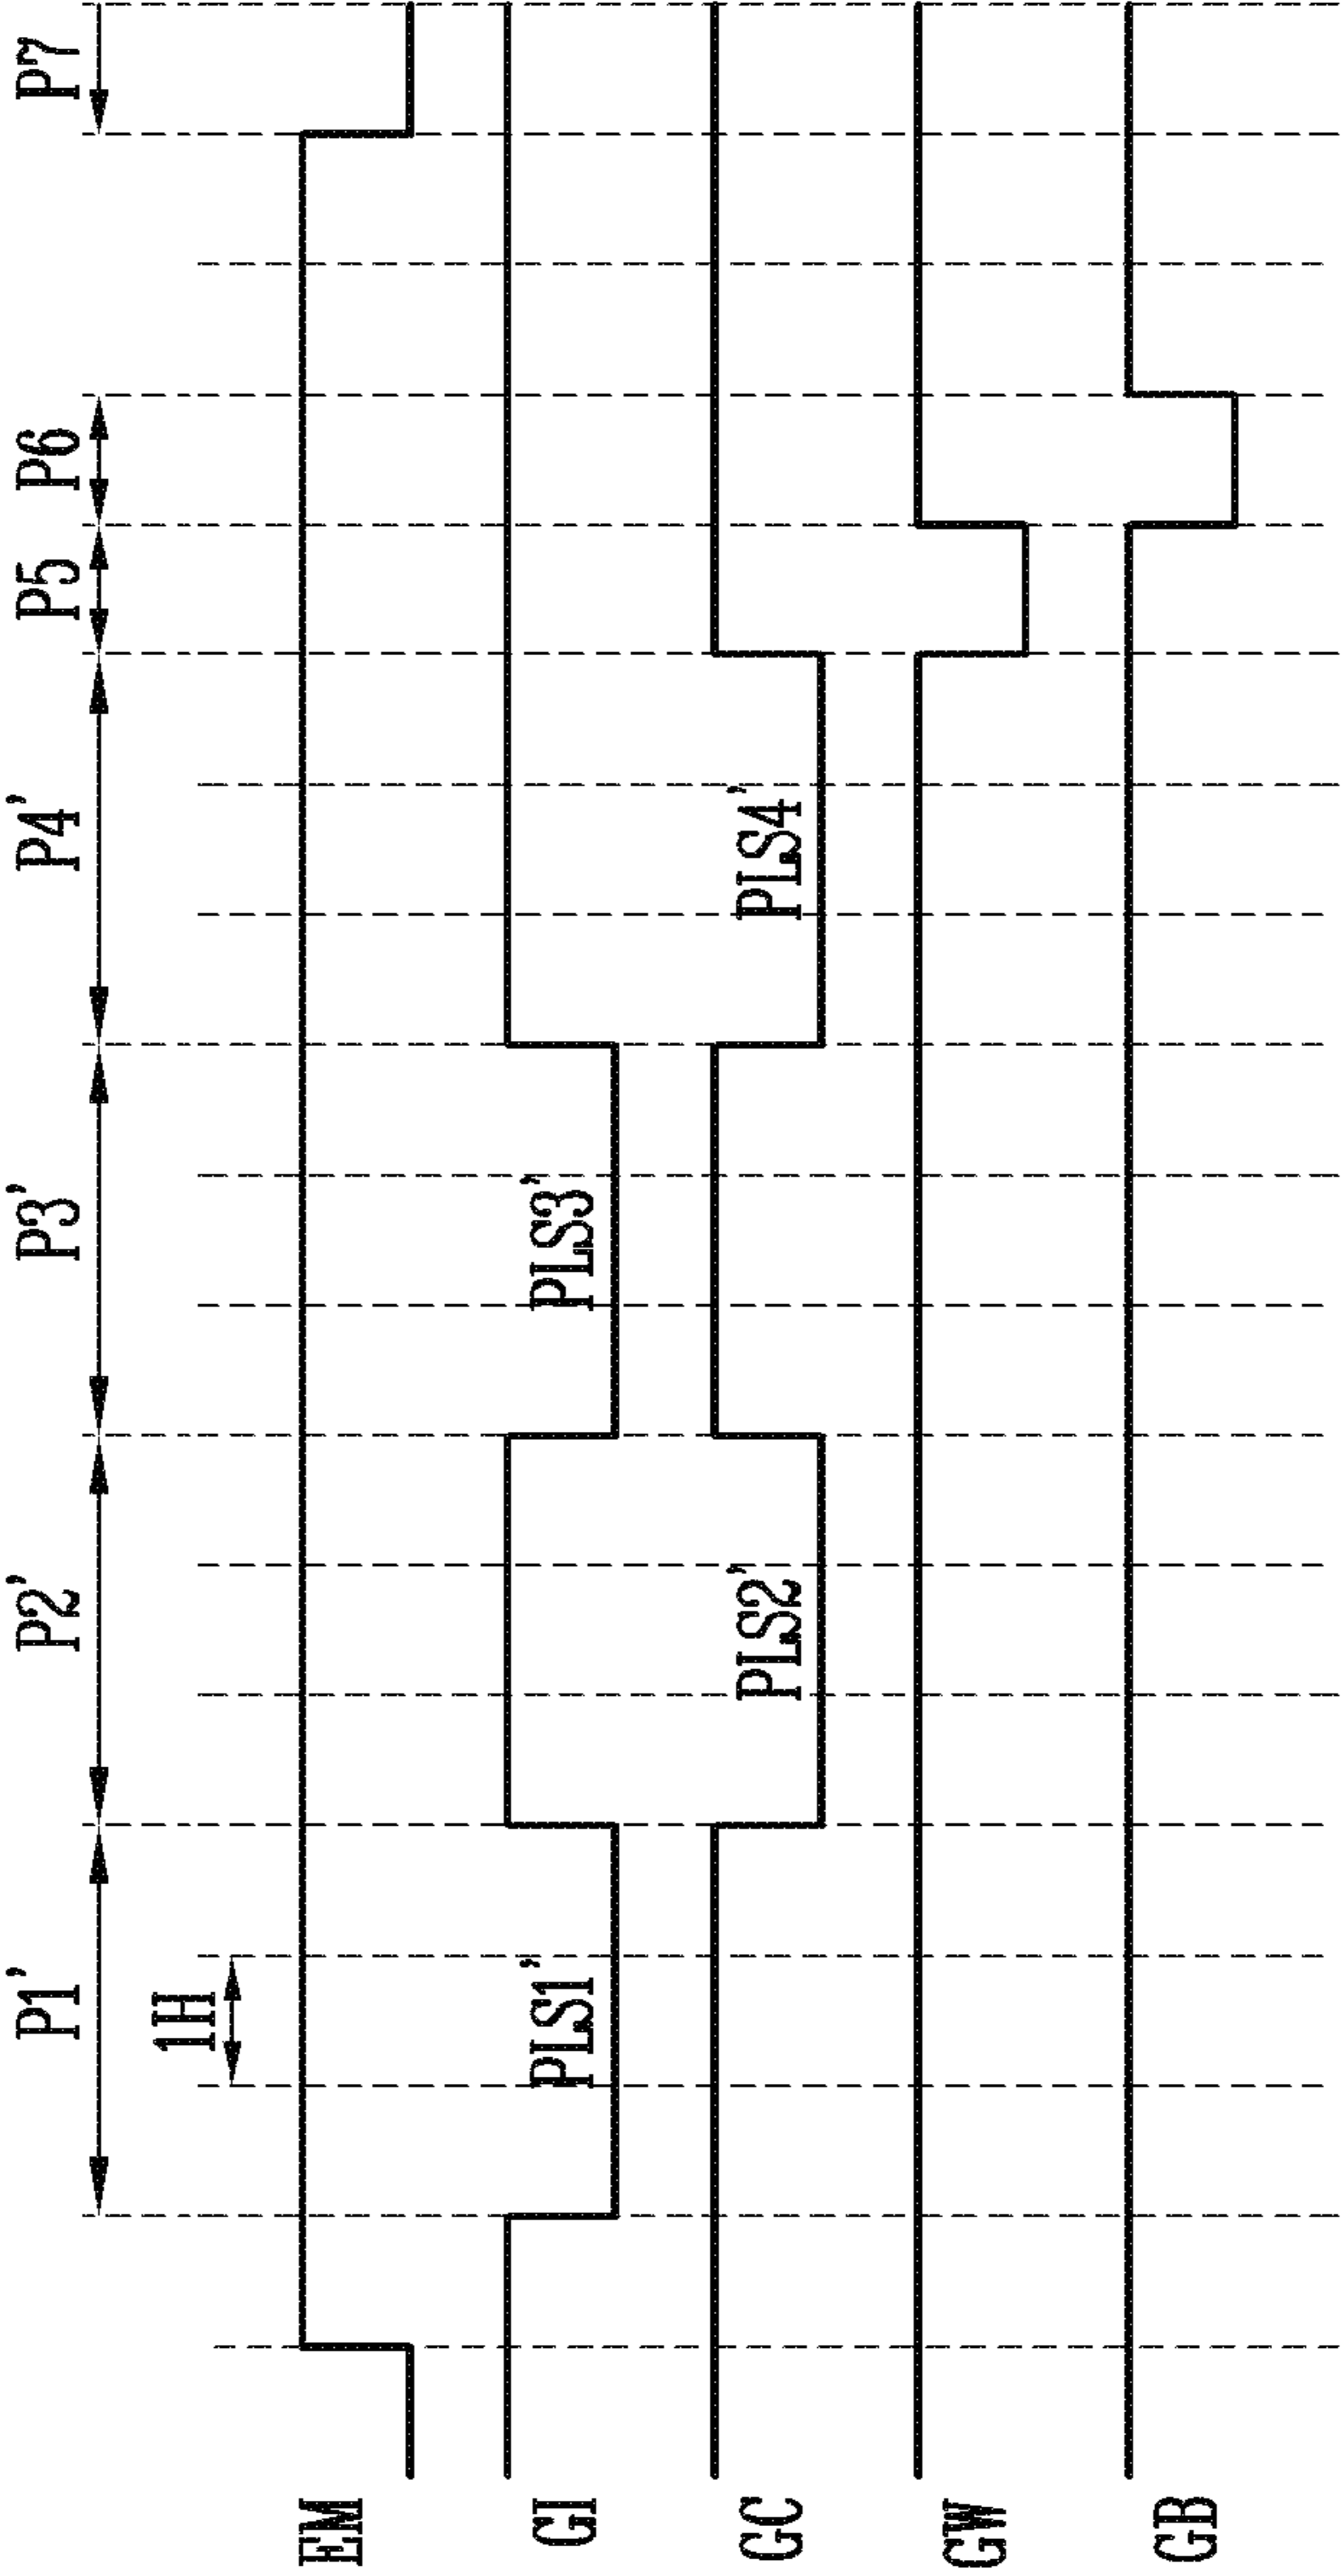 P1' P2' P3' P4' P5 P6 P7
1H
EM
GI PLS1' PLS3'
GC PLS2' PLS4'
GW
GB